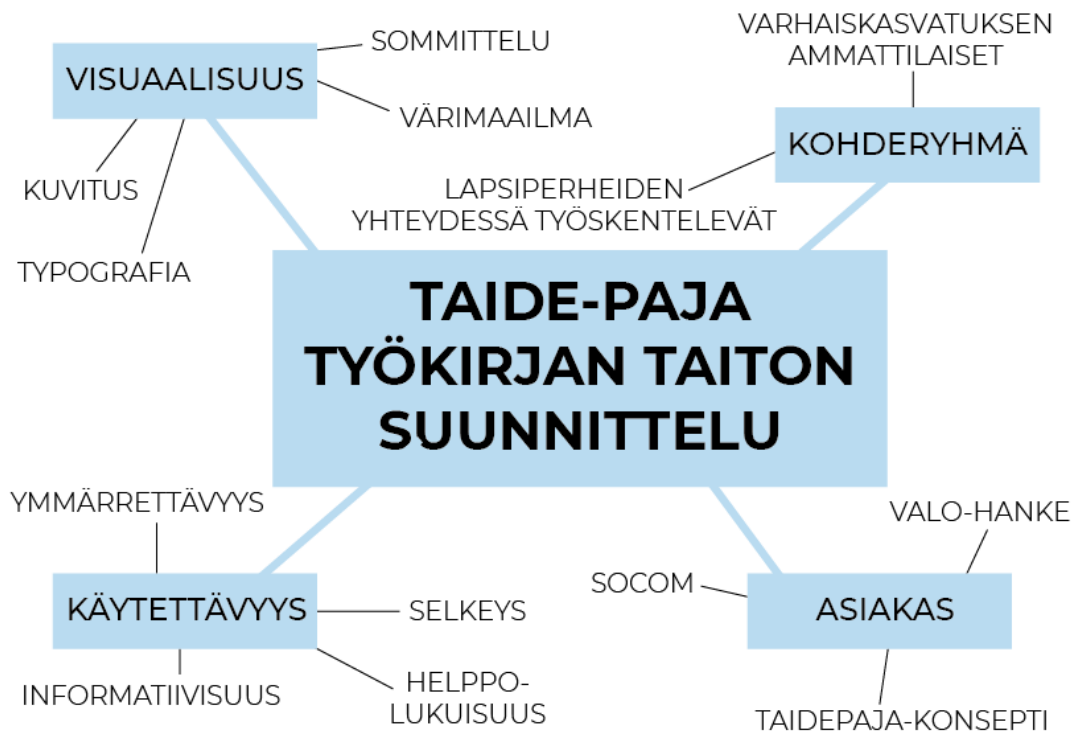 SOMMITTELU
VISUAALISUUS
VÄRIMAAILMA
KUVITUS
TYPOGRAFIA
VARHAISKASVATUKSEN
AMMATTILAISET
KOHDERYHMÄ
LAPSIPERHEIDEN
YHTEYDESSÄ TYÖSKENTELEVÄT
TAIDE-PAJA
TYÖKIRJAN TAITON
SUUNNITTELU
YMMÄRRETTÄVYYS
KÄYTETTÄVYYS
SELKEYS
INFORMATIIVISUUS
HELPPO-
LUKUISUUS
VALO-HANKE
SOCOM
ASIAKAS
TAIDEPAJA-KONSEPTI